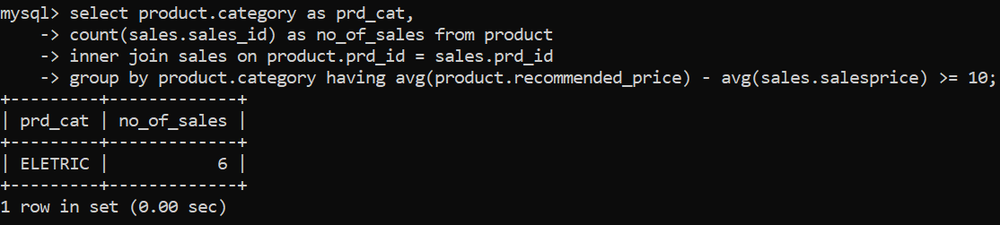 mysql> select product.category as prd_cat,
    -> count(sales.sales_id) as no_of_sales from product
    -> inner join sales on product.prd_id = sales.prd_id
    -> group by product.category having avg(product.recommended_price) - avg(sales.salesprice) >= 10;
+---------+-------------+
| prd_cat | no_of_sales |
+---------+-------------+
| ELETRIC |           6 |
+---------+-------------+
1 row in set (0.00 sec)